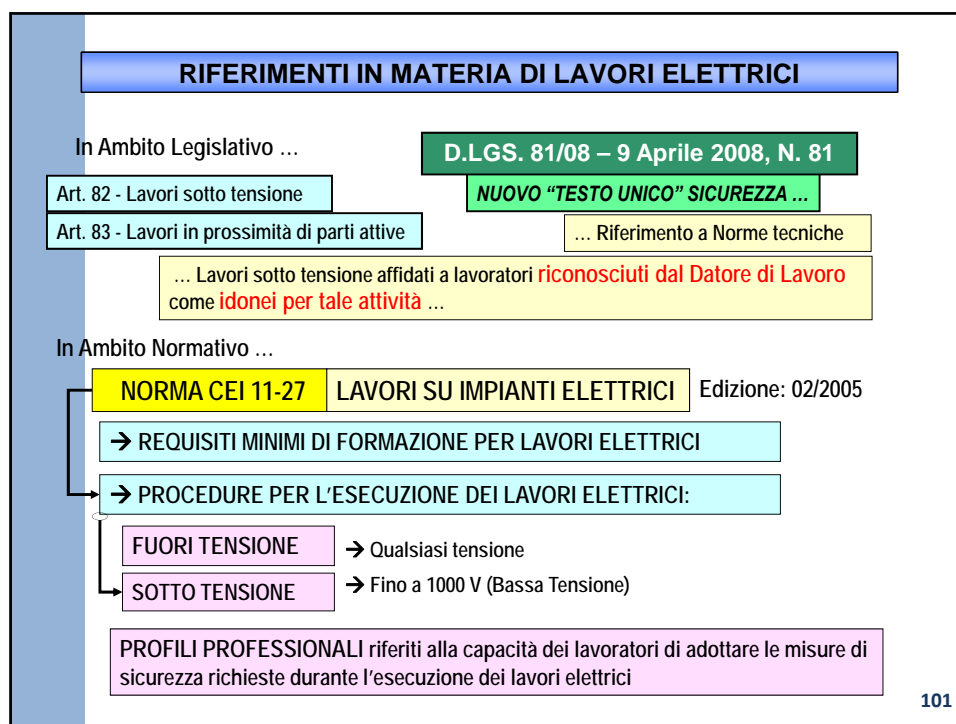 RIFERIMENTI IN MATERIA DI LAVORI ELETTRICI
In Ambito Legislativo …
D.LGS. 81/08 – 9 Aprile 2008, N. 81
Art. 82 - Lavori sotto tensione
NUOVO “TESTO UNICO” SICUREZZA …
Art. 83 - Lavori in prossimità di parti attive
… Riferimento a Norme tecniche
… Lavori sotto tensione affidati a lavoratori riconosciuti dal Datore di Lavoro
come idonei per tale attività …
In Ambito Normativo …
NORMA CEI 11-27 LAVORI SU IMPIANTI ELETTRICI Edizione: 02/2005
→ REQUISITI MINIMI DI FORMAZIONE PER LAVORI ELETTRICI
→ PROCEDURE PER L’ESECUZIONE DEI LAVORI ELETTRICI:
FUORI TENSIONE → Qualsiasi tensione
SOTTO TENSIONE → Fino a 1000 V (Bassa Tensione)
PROFILI PROFESSIONALI riferiti alla capacità dei lavoratori di adottare le misure di
sicurezza richieste durante l’esecuzione dei lavori elettrici
101